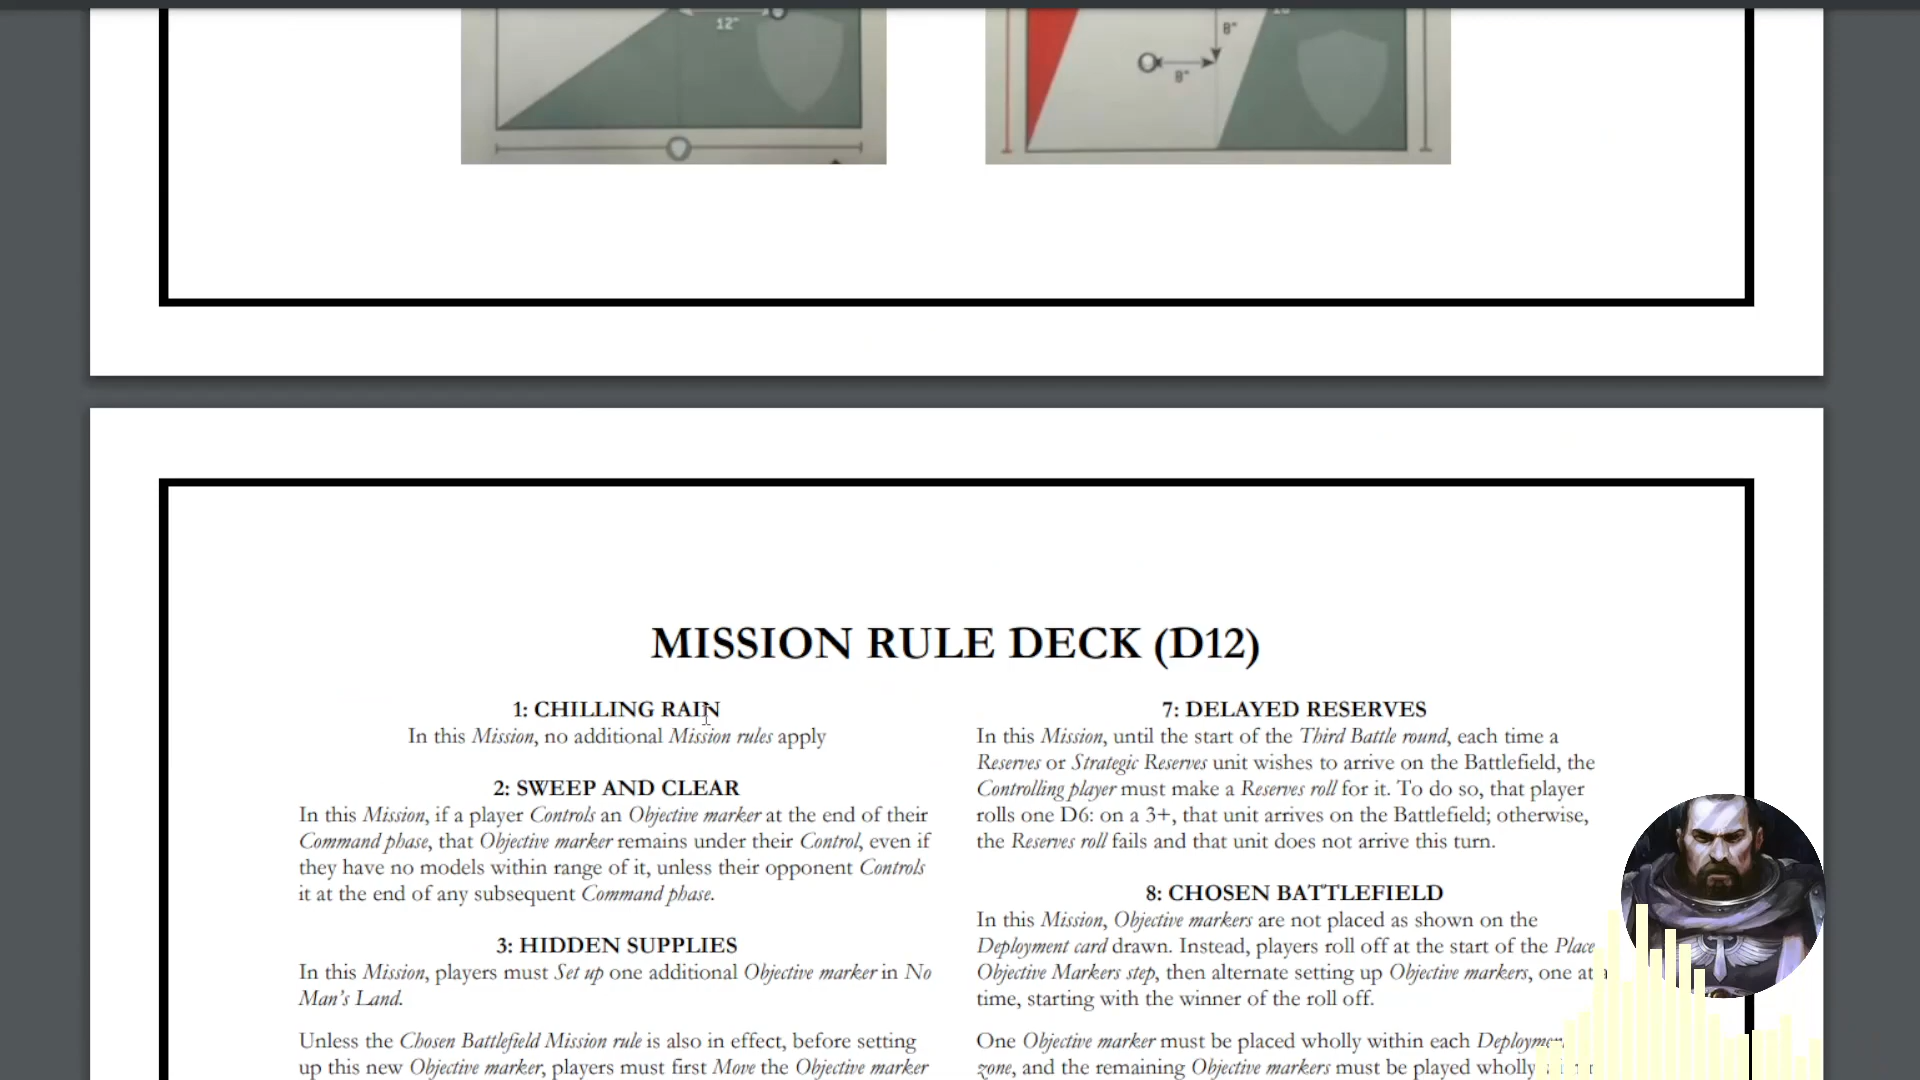 12"
8"
8"
MISSION RULE DECK (D12)
1: CHILLING RAIN
In this Mission, no additional Mission rules apply
2: SWEEP AND CLEAR
In this Mission, if a player Controls an Objective marker at the end of their
Command phase, that Objective marker remains under their Control, even if
they have no models within range of it, unless their opponent Controls
it at the end of any subsequent Command phase.
3: HIDDEN SUPPLIES
In this Mission, players must Set up one additional Objective marker in No
Man's Land.
Unless the Chosen Battlefield Mission rule is also in effect, before setting
up this new Objective marker, players must first Move the Objective marker
7: DELAYED RESERVES
In this Mission, until the start of the Third Battle round, each time a
Reserves or Strategic Reserves unit wishes to arrive on the Battlefield, the
Controlling player must make a Reserves roll for it. To do so, that player
rolls one D6: on a 3+, that unit arrives on the Battlefield; otherwise,
the Reserves roll fails and that unit does not arrive this turn.
8: CHOSEN BATTLEFIELD
In this Mission, Objective markers are not placed as shown on the
Deployment card drawn. Instead, players roll off at the start of the Place
Objective Markers step, then alternate setting up Objective markers, one at a
time, starting with the winner of the roll off.
One Objective marker must be placed wholly within each Deployment
zone, and the remaining Objective markers must be played wholly